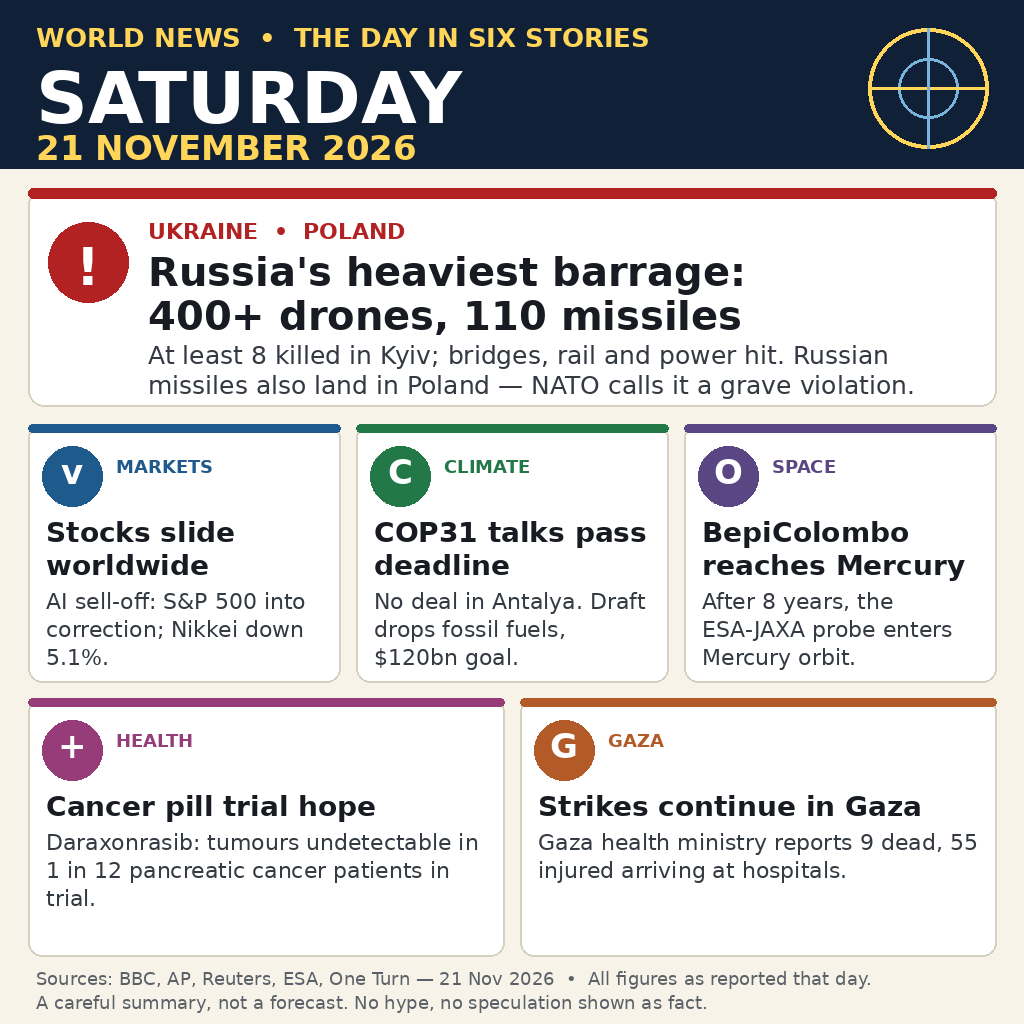 WORLD NEWS • THE DAY IN SIX STORIES
SATURDAY
21 NOVEMBER 2026
!
UKRAINE • POLAND
Russia's heaviest barrage:
400+ drones, 110 missiles
At least 8 killed in Kyiv; bridges, rail and power hit. Russian
missiles also land in Poland — NATO calls it a grave violation.
v
MARKETS
Stocks slide
worldwide
AI sell-off: S&P 500 into
correction; Nikkei down
5.1%.
C
CLIMATE
COP31 talks pass
deadline
No deal in Antalya. Draft
drops fossil fuels,
$120bn goal.
O
SPACE
BepiColombo
reaches Mercury
After 8 years, the
ESA-JAXA probe enters
Mercury orbit.
+
HEALTH
Cancer pill trial hope
Daraxonrasib: tumours undetectable in
1 in 12 pancreatic cancer patients in
trial.
G
GAZA
Strikes continue in Gaza
Gaza health ministry reports 9 dead, 55
injured arriving at hospitals.
Sources: BBC, AP, Reuters, ESA, One Turn — 21 Nov 2026 • All figures as reported that day.
A careful summary, not a forecast. No hype, no speculation shown as fact.